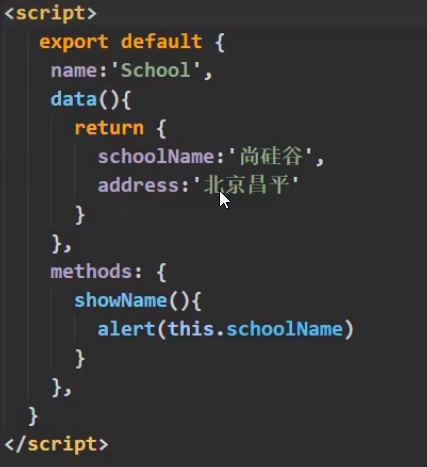 <script>
export default {
name:'School',
data(){
return {
schoolName:'尚硅谷',
address:'北京昌平'
}
},
methods: {
showName(){
alert(this.schoolName)
}
},
}
</script>